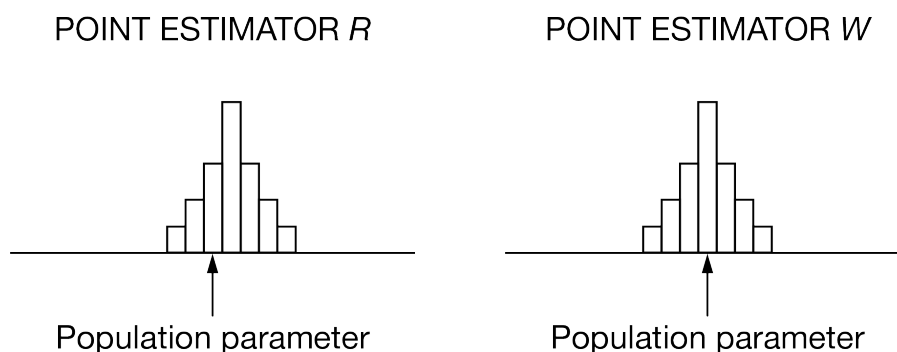 POINT ESTIMATOR R
POINT ESTIMATOR W
Population parameter
Population parameter